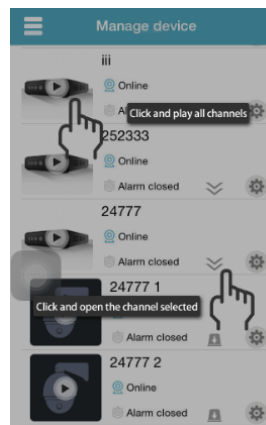 Manage device
iii
Online
Al
Click and play all channels
252333
Online
Alarm closed
24777
Online
Alarm closed
24777 1
Click and open the channel selected
Alarm closed
24777 2
Online
Alarm closed